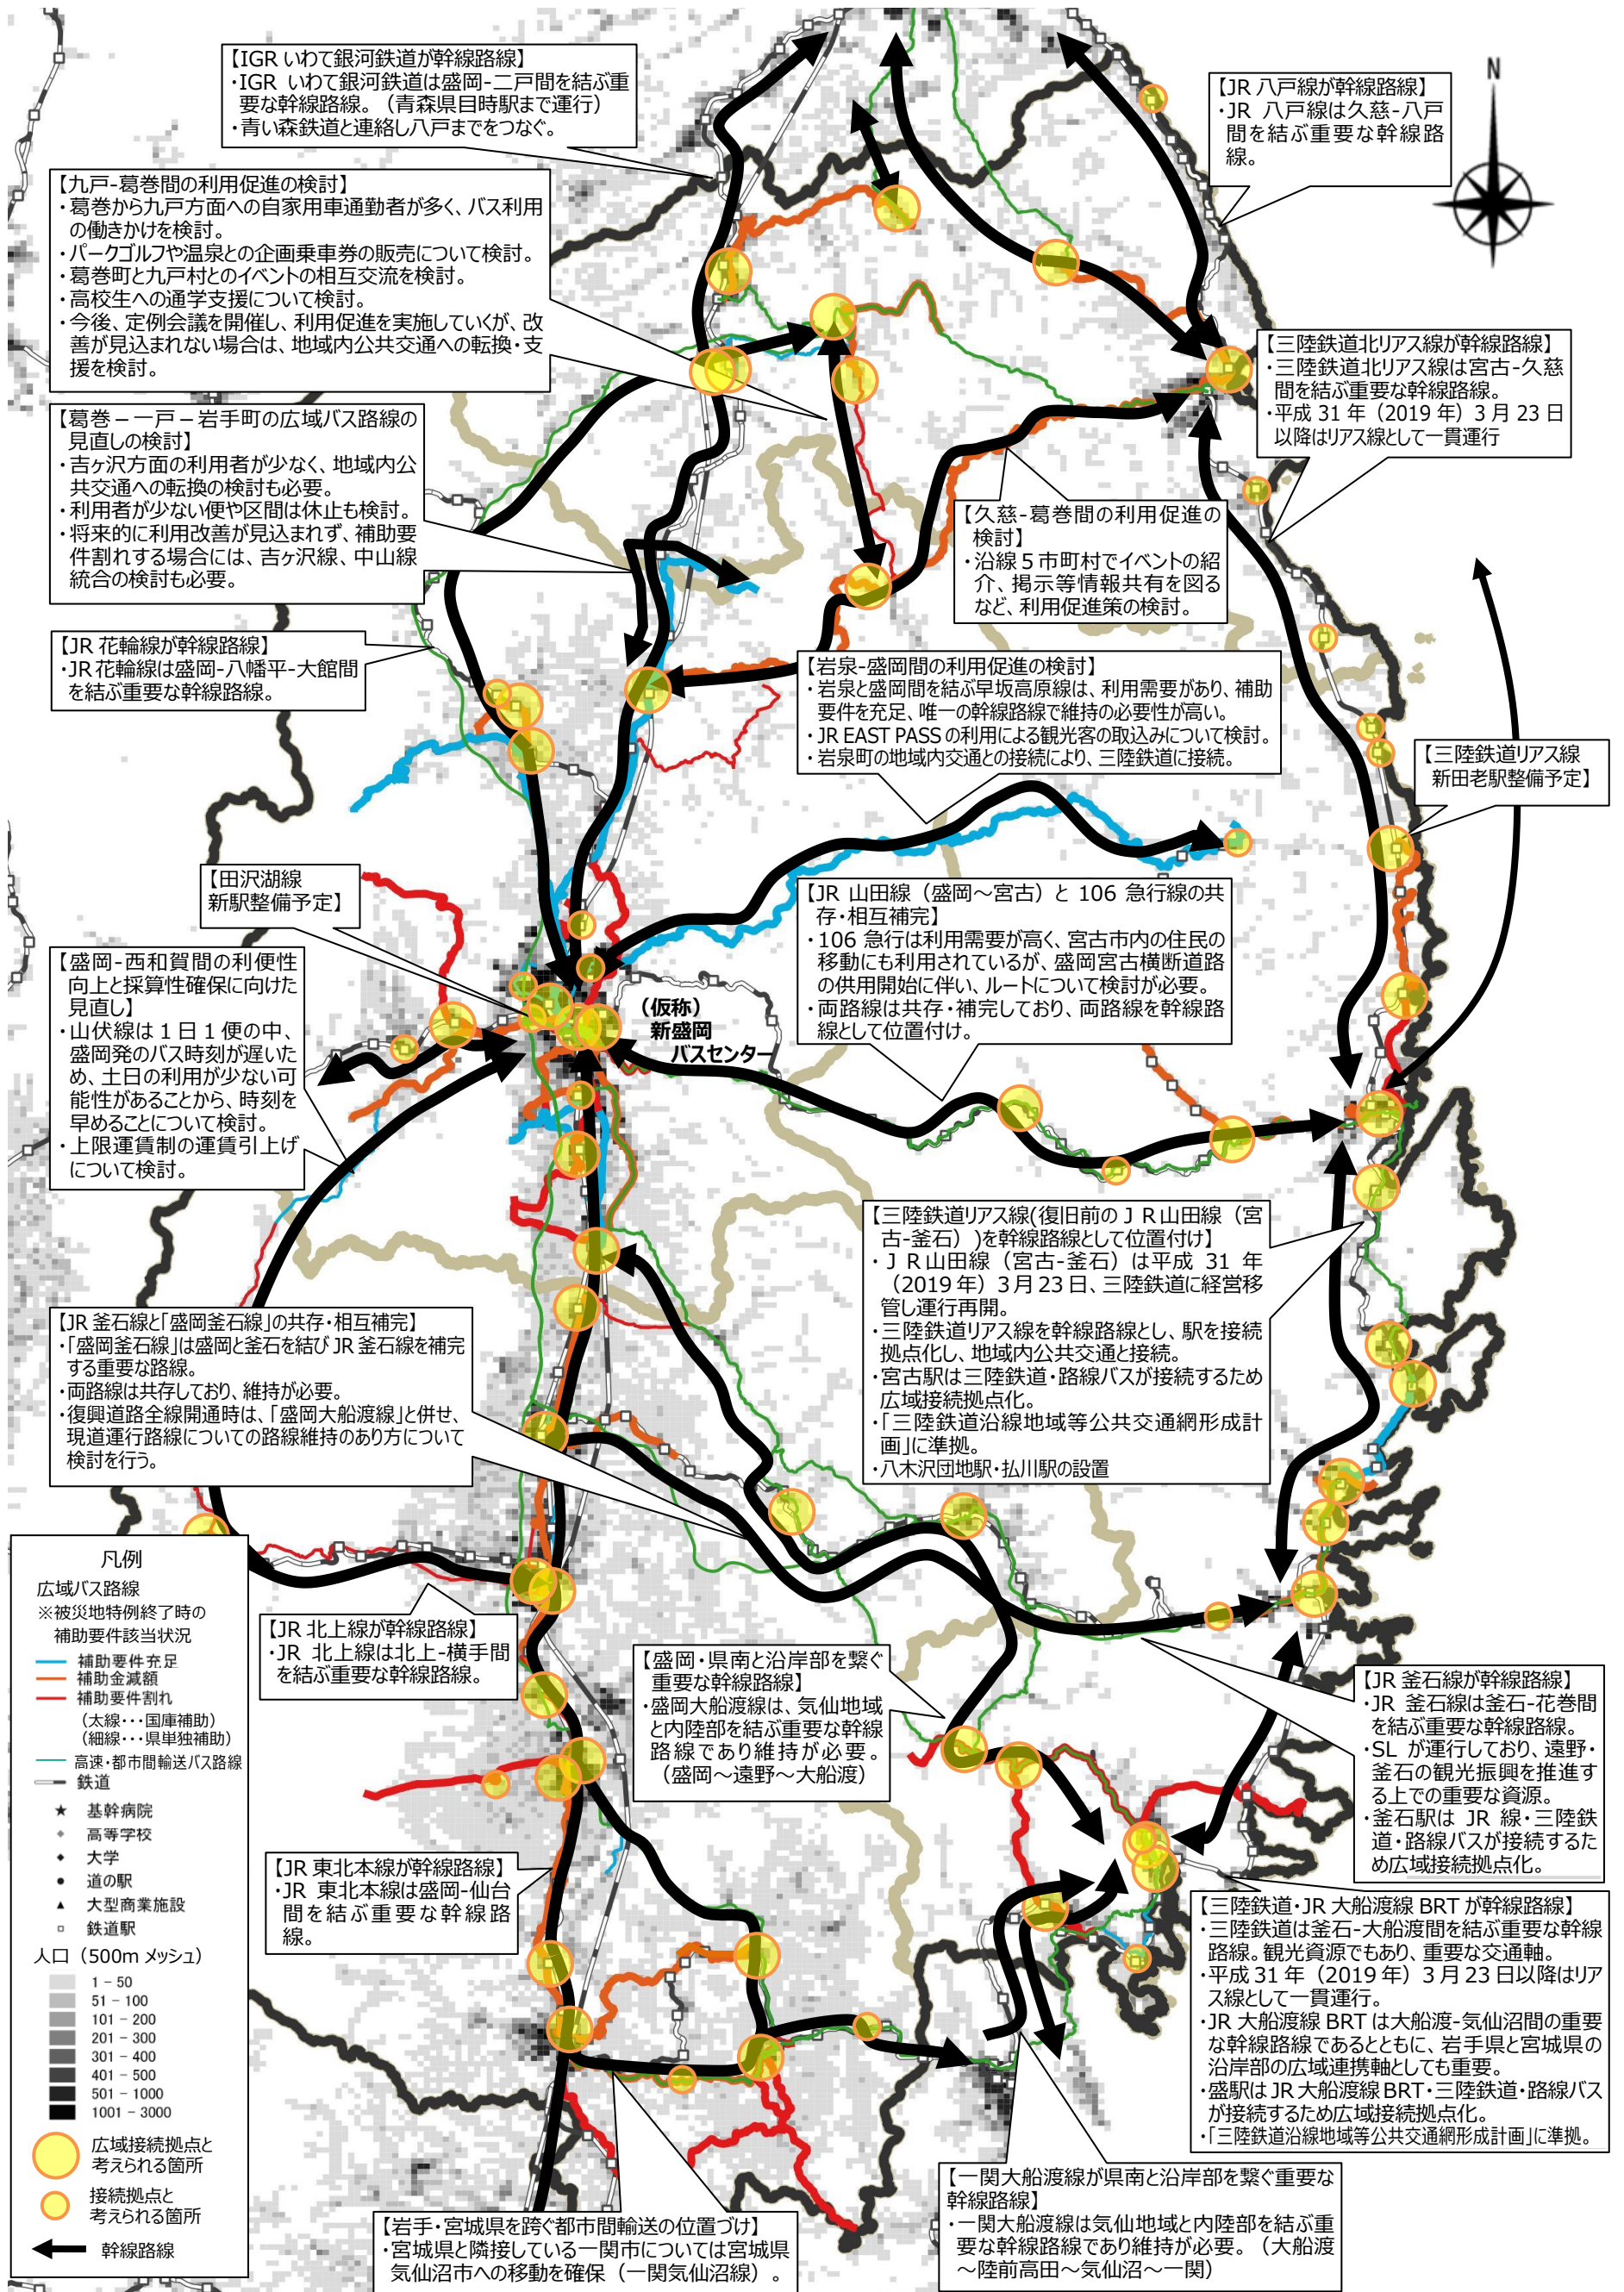 【IGR いわて銀河鉄道が幹線路線】
・IGR いわて銀河鉄道は盛岡-二戸間を結ぶ重
要な幹線路線。（青森県目時駅まで運行）
・青い森鉄道と連絡し八戸までをつなぐ。
N
【JR 八戸線が幹線路線】
・JR 八戸線は久慈-八戸
間を結ぶ重要な幹線路
線。
【九戸-葛巻間の利用促進の検討】
・葛巻から九戸方面への自家用車通勤者が多く、バス利用
の働きかけを検討。
・パークゴルフや温泉との企画乗車券の販売について検討。
・葛巻町と九戸村とのイベントの相互交流を検討。
・高校生への通学支援について検討。
・今後、定例会議を開催し、利用促進を実施していくが、改
善が見込まれない場合は、地域内公共交通への転換・支
援を検討。
【三陸鉄道北リアス線が幹線路線】
・三陸鉄道北リアス線は宮古-久慈
間を結ぶ重要な幹線路線。
・平成 31 年（2019 年）3 月 23 日
以降はリアス線として一貫運行
【葛巻－一戸－岩手町の広域バス路線の
見直しの検討】
・吉ヶ沢方面の利用者が少なく、地域内公
共交通への転換の検討も必要。
・利用者が少ない便や区間は休止も検討。
・将来的に利用改善が見込まれず、補助要
件割れする場合には、吉ヶ沢線、中山線
統合の検討も必要。
【久慈-葛巻間の利用促進の
検討】
・沿線５市町村でイベントの紹
介、掲示等情報共有を図る
など、利用促進策の検討。
【JR 花輪線が幹線路線】
・JR 花輪線は盛岡-八幡平-大館間
を結ぶ重要な幹線路線。
【岩泉-盛岡間の利用促進の検討】
・岩泉と盛岡間を結ぶ早坂高原線は、利用需要があり、補助
要件を充足、唯一の幹線路線で維持の必要性が高い。
・JR EAST PASS の利用による観光客の取込みについて検討。
・岩泉町の地域内交通との接続により、三陸鉄道に接続。
【三陸鉄道リアス線
新田老駅整備予定】
【田沢湖線
新駅整備予定】
【JR 山田線（盛岡～宮古）と 106 急行線の共
存・相互補完】
・106 急行は利用需要が高く、宮古市内の住民の
移動にも利用されているが、盛岡宮古横断道路
の供用開始に伴い、ルートについて検討が必要。
・両路線は共存・補完しており、両路線を幹線路
線として位置付け。
【盛岡-西和賀間の利便性
向上と採算性確保に向けた
見直し】
・山伏線は１日１便の中、
盛岡発のバス時刻が遅いた
め、土日の利用が少ない可
能性があることから、時刻を
早めることについて検討。
・上限運賃制の運賃引上げ
について検討。
（仮称）
新盛岡
バスセンター
【三陸鉄道リアス線(復旧前のＪＲ山田線（宮
古-釜石）)を幹線路線として位置付け】
・ＪＲ山田線（宮古-釜石）は平成 31 年
（2019 年）3 月 23 日、三陸鉄道に経営移
管し運行再開。
・三陸鉄道リアス線を幹線路線とし、駅を接続
拠点化し、地域内公共交通と接続。
・宮古駅は三陸鉄道・路線バスが接続するため
広域接続拠点化。
・「三陸鉄道沿線地域等公共交通網形成計
画」に準拠。
・八木沢団地駅・払川駅の設置
【JR 釜石線と「盛岡釜石線」の共存・相互補完】
・「盛岡釜石線」は盛岡と釜石を結び JR 釜石線を補完
する重要な路線。
・両路線は共存しており、維持が必要。
・復興道路全線開通時は、「盛岡大船渡線」と併せ、
現道運行路線についての路線維持のあり方について
検討を行う。
凡例
広域バス路線
※被災地特例終了時の
補助要件該当状況
補助要件充足
補助金減額
補助要件割れ
（太線・・・国庫補助）
（細線・・・県単独補助）
高速・都市間輸送バス路線
鉄道
基幹病院
高等学校
大学
道の駅
大型商業施設
鉄道駅
人口（500m メッシュ）
1 - 50
51 - 100
101 - 200
201 - 300
301 - 400
401 - 500
501 - 1000
1001 - 3000
広域接続拠点と
考えられる箇所
接続拠点と
考えられる箇所
幹線路線
【JR 北上線が幹線路線】
・JR 北上線は北上-横手間
を結ぶ重要な幹線路線。
【盛岡・県南と沿岸部を繋ぐ
重要な幹線路線】
・盛岡大船渡線は、気仙地域
と内陸部を結ぶ重要な幹線
路線であり維持が必要。
（盛岡～遠野～大船渡）
【JR 釜石線が幹線路線】
・JR 釜石線は釜石-花巻間
を結ぶ重要な幹線路線。
・SL が運行しており、遠野・
釜石の観光振興を推進す
る上での重要な資源。
・釜石駅は JR 線・三陸鉄
道・路線バスが接続するた
め広域接続拠点化。
【JR 東北本線が幹線路線】
・JR 東北本線は盛岡-仙台
間を結ぶ重要な幹線路
線。
【三陸鉄道・JR 大船渡線 BRT が幹線路線】
・三陸鉄道は釜石-大船渡間を結ぶ重要な幹線
路線。観光資源でもあり、重要な交通軸。
・平成 31 年（2019 年）3 月 23 日以降はリア
ス線として一貫運行。
・JR 大船渡線 BRT は大船渡-気仙沼間の重要
な幹線路線であるとともに、岩手県と宮城県の
沿岸部の広域連携軸としても重要。
・盛駅は JR 大船渡線 BRT・三陸鉄道・路線バス
が接続するため広域接続拠点化。
・「三陸鉄道沿線地域等公共交通網形成計画」に準拠。
【一関大船渡線が県南と沿岸部を繋ぐ重要な
幹線路線】
・一関大船渡線は気仙地域と内陸部を結ぶ重
要な幹線路線であり維持が必要。（大船渡
～陸前高田～気仙沼～一関）
【岩手・宮城県を跨ぐ都市間輸送の位置づけ】
・宮城県と隣接している一関市については宮城県
気仙沼市への移動を確保（一関気仙沼線）。